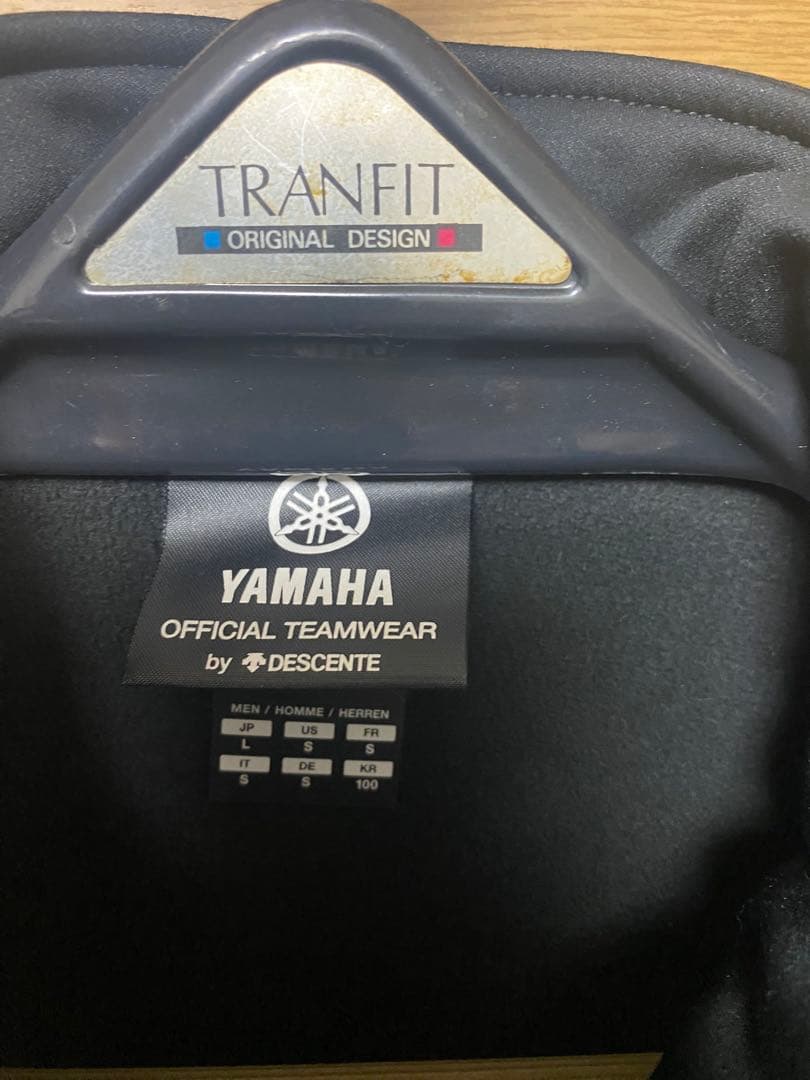 TRANFIT
ORIGINAL DESIGN
YAMAHA
OFFICIAL TEAMWEAR
by DESCENTE
MEN / HOMME / HERREN
JP US FR
L S S
IT DE KR
S S 100